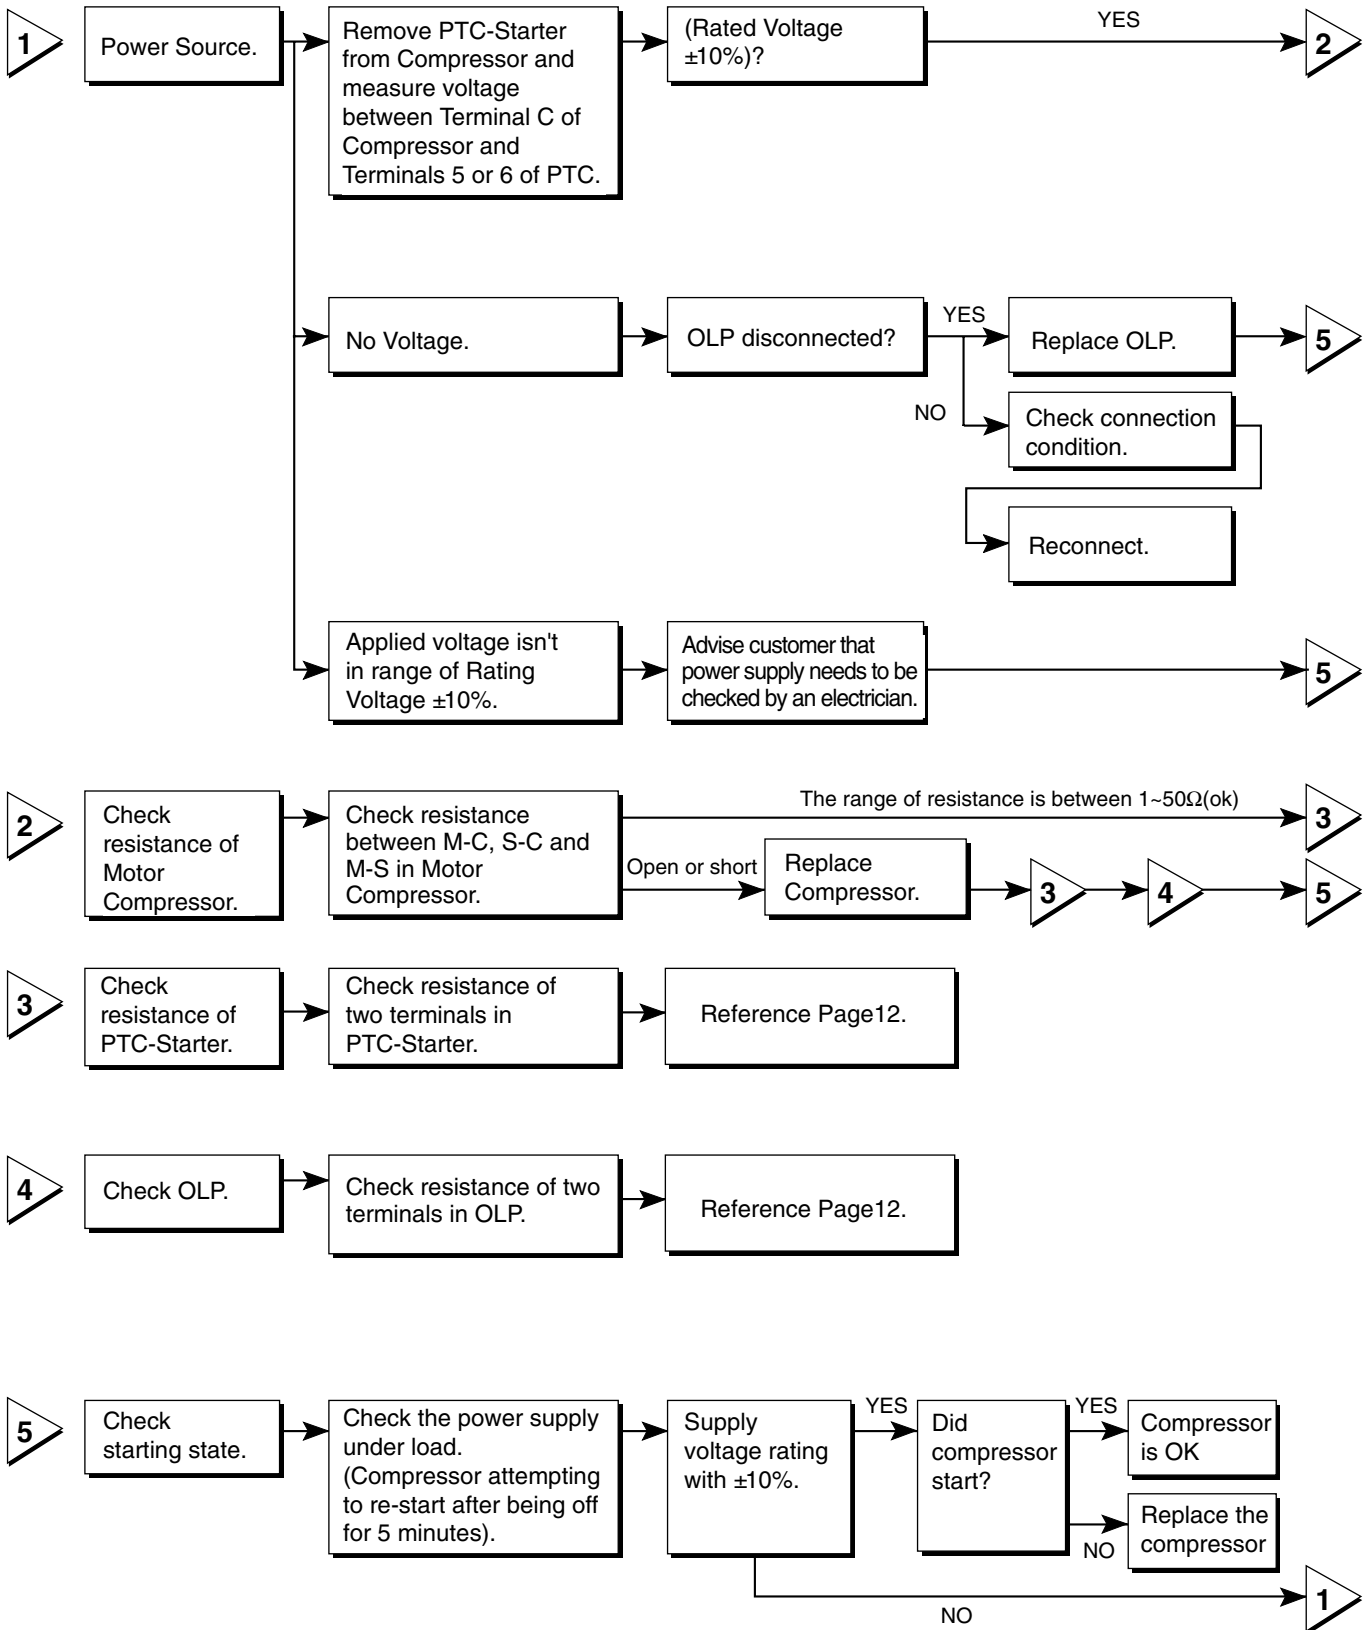 1
Power Source.
Remove PTC-Starter
from Compressor and
measure voltage
between Terminal C of
Compressor and
Terminals 5 or 6 of PTC.
(Rated Voltage
±10%)?
YES
2
No Voltage.
OLP disconnected?
YES
Replace OLP.
5
NO
Check connection
condition.
Reconnect.
Applied voltage isn't
in range of Rating
Voltage ±10%.
Advise customer that
power supply needs to be
checked by an electrician.
5
2
Check
resistance of
Motor
Compressor.
Check resistance
between M-C, S-C and
M-S in Motor
Compressor.
The range of resistance is between 1~50Ω(ok)
3
Open or short
Replace
Compressor.
3
4
5
3
Check
resistance of
PTC-Starter.
Check resistance of
two terminals in
PTC-Starter.
Reference Page12.
4
Check OLP.
Check resistance of two
terminals in OLP.
Reference Page12.
5
Check
starting state.
Check the power supply
under load.
(Compressor attempting
to re-start after being off
for 5 minutes).
Supply
voltage rating
with ±10%.
YES
Did
compressor
start?
YES
Compressor
is OK
NO
Replace the
compressor
NO
1